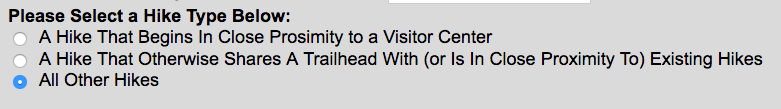 Please Select a Hike Type Below:
A Hike That Begins In Close Prosimity to a Visitor Center
A Hike That Otherwise Shares A Trailhead With (or Is In Close Proximity To) Existing Hikes
All Other Hikes